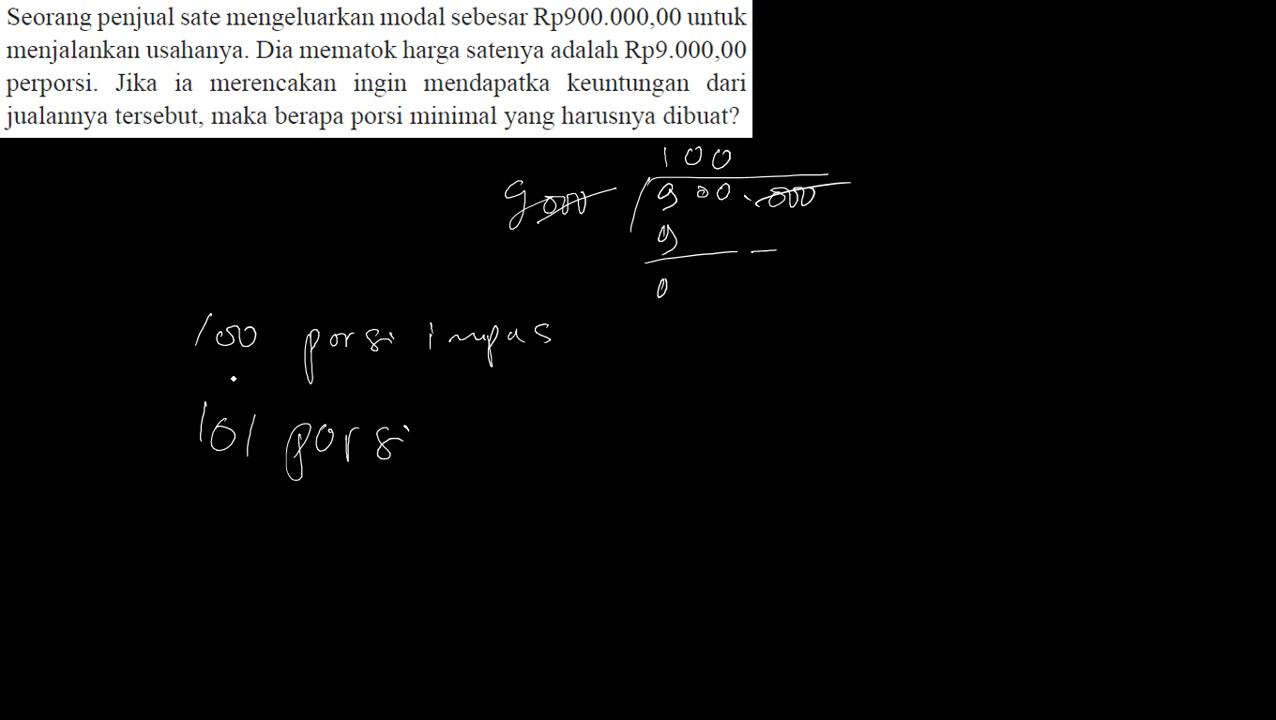 Seorang penjual sate mengeluarkan modal sebesar Rp900.000,00 untuk
menjalankan usahanya. Dia mematok harga satenya adalah Rp9.000,00
perporsi. Jika ia merencakan ingin mendapatka keuntungan dari
jualannya tersebut, maka berapa porsi minimal yang harusnya dibuat?
100
9000 900.000
9
0
100 porsi impas
101 porsi